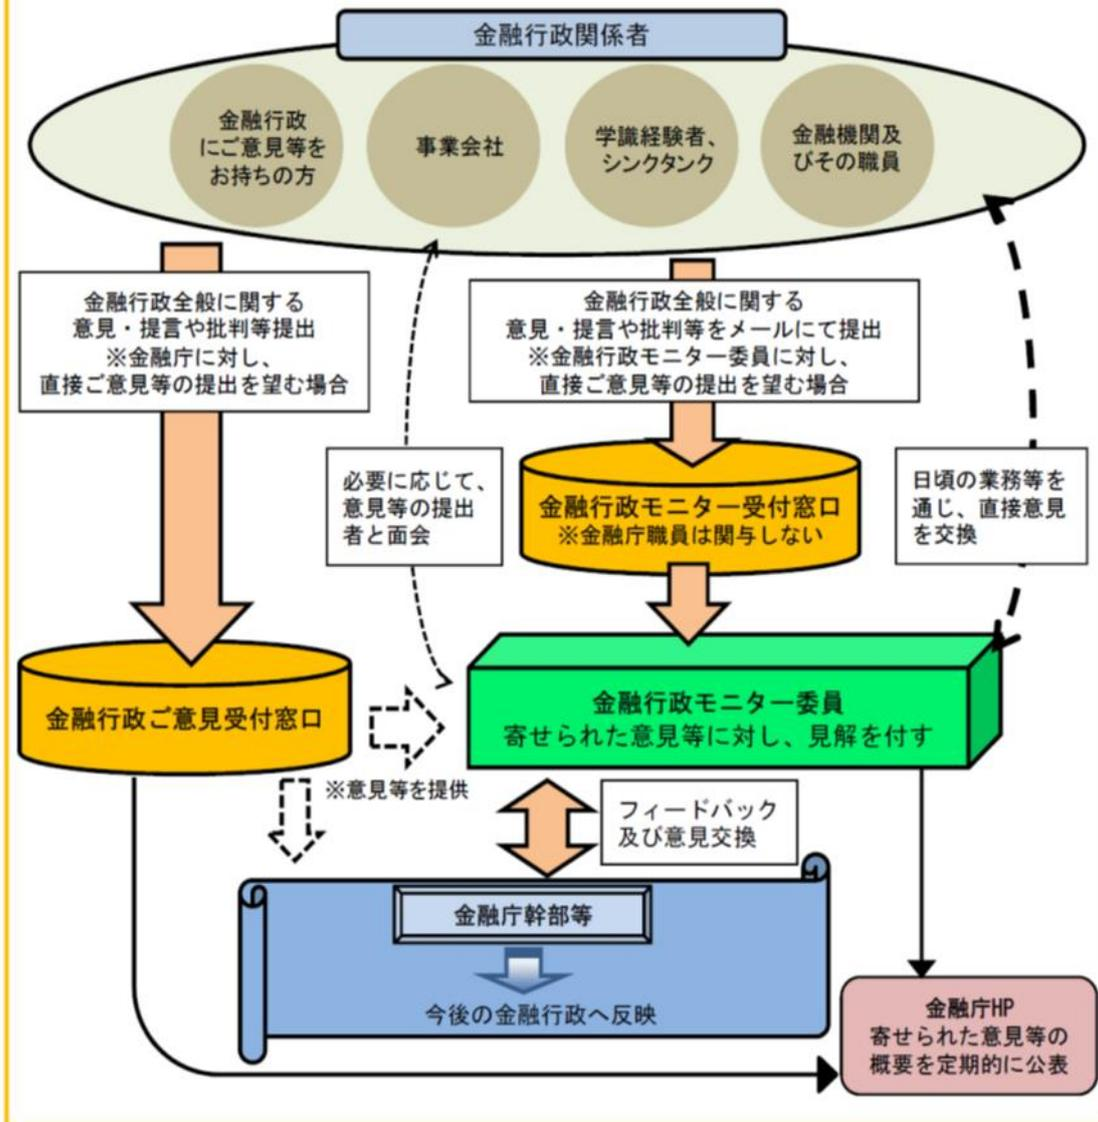 金融行政関係者
金融行政
にご意見等を
お持ちの方
事業会社
学識経験者、
シンクタンク
金融機関及
びその職員
金融行政全般に関する
意見・提言や批判等提出
※金融庁に対し、
直接ご意見等の提出を望む場合
金融行政全般に関する
意見・提言や批判等をメールにて提出
※金融行政モニター委員に対し、
直接ご意見等の提出を望む場合
必要に応じて、
意見等の提出
者と面会
金融行政モニター受付窓口
※金融庁職員は関与しない
日頃の業務等を
通じ、直接意見
を交換
金融行政ご意見受付窓口
金融行政モニター委員
寄せられた意見等に対し、見解を付す
※意見等を提供
フィードバック
及び意見交換
金融庁幹部等
今後の金融行政へ反映
金融庁HP
寄せられた意見等の
概要を定期的に公表